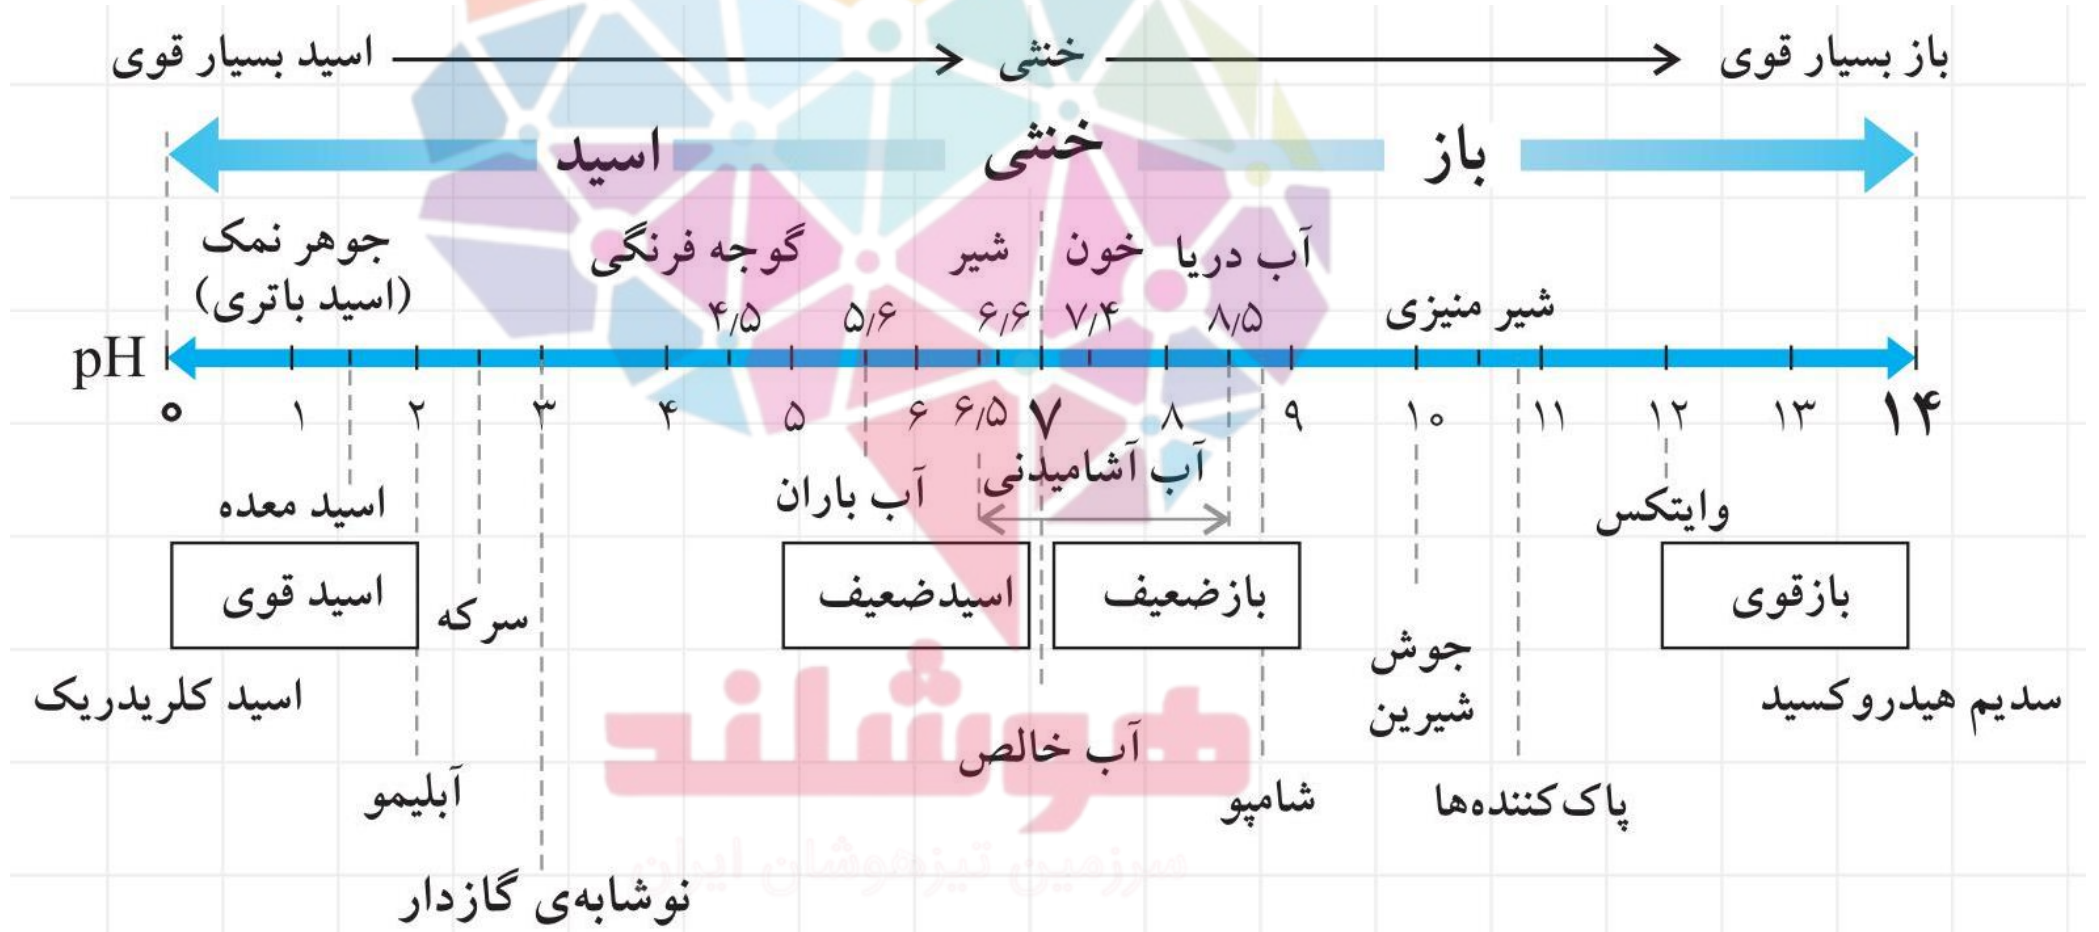 اسید بسیار قوی خنثی باز بسیار قوی
اسید خنثی باز
جوهر نمک
(اسید باتری)
گوجه فرنگی شیر خون آب دریا
شیر منیزی
۴٫۵ ۵٫۶ ۶٫۶ ۷٫۴ ۸٫۵
pH
۰ ۱ ۲ ۳ ۴ ۵ ۶ ۶٫۵ ۷ ۸ ۹ ۱۰ ۱۱ ۱۲ ۱۳ ۱۴
آب آشامیدنی
اسید معده آب باران وایتکس
اسید قوی سرکه اسیدضعیف بازضعیف بازقوی
جوش
شیرین
اسید کلریدریک سدیم هیدروکسید
آب خالص
آبلیمو شامپو پاک‌کننده‌ها
نوشابه‌ی گازدار
هوشلند
سرزمین تیزهوشان ایران